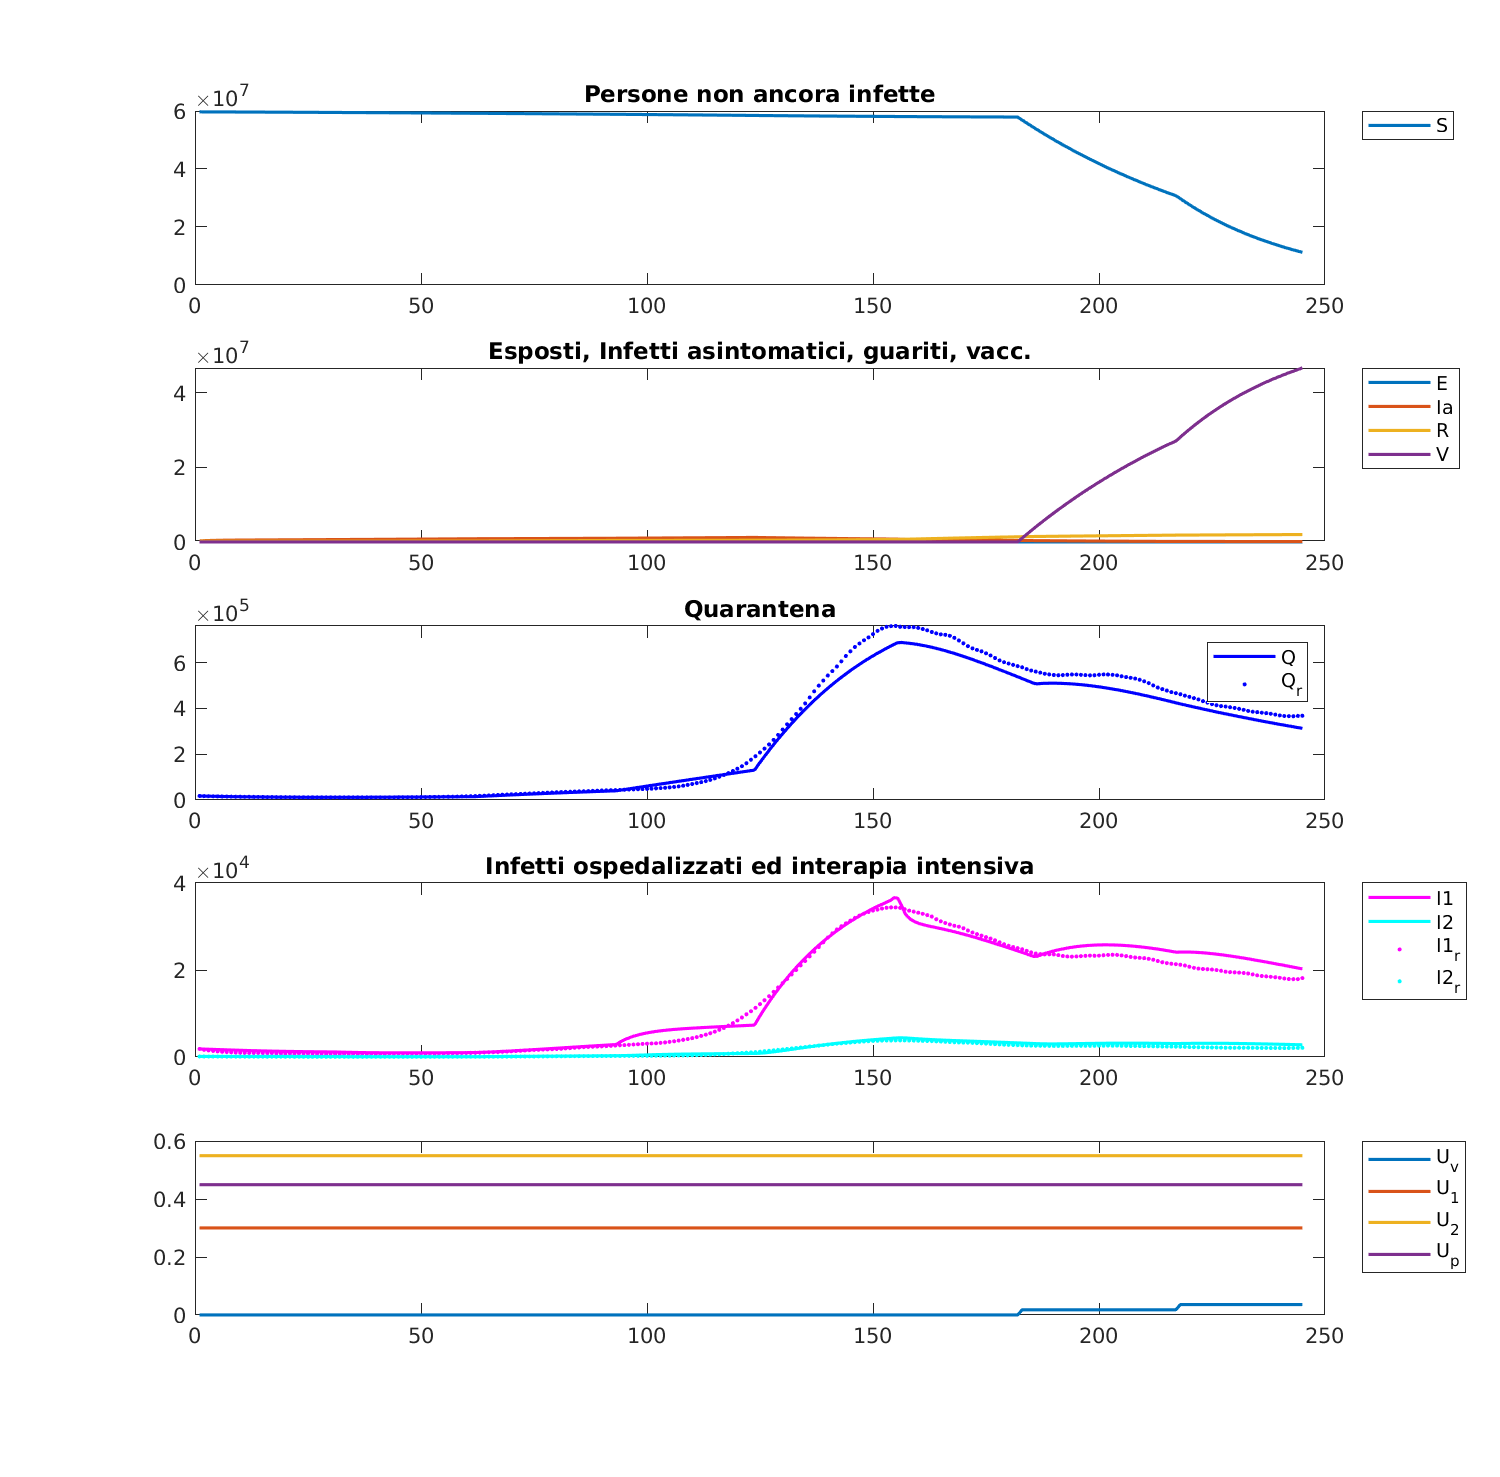 Persone non ancora infette
×10^7
6
4
2
0
0 50 100 150 200 250
S
Esposti, Infetti asintomatici, guariti, vacc.
×10^7
4
2
0
0 50 100 150 200 250
E
Ia
R
V
Quarantena
×10^5
6
4
2
0
0 50 100 150 200 250
Q
Q_r
Infetti ospedalizzati ed interapia intensiva
×10^4
4
2
0
0 50 100 150 200 250
I1
I2
I1_r
I2_r
0.6
0.4
0.2
0
0 50 100 150 200 250
U_v
U_1
U_2
U_p